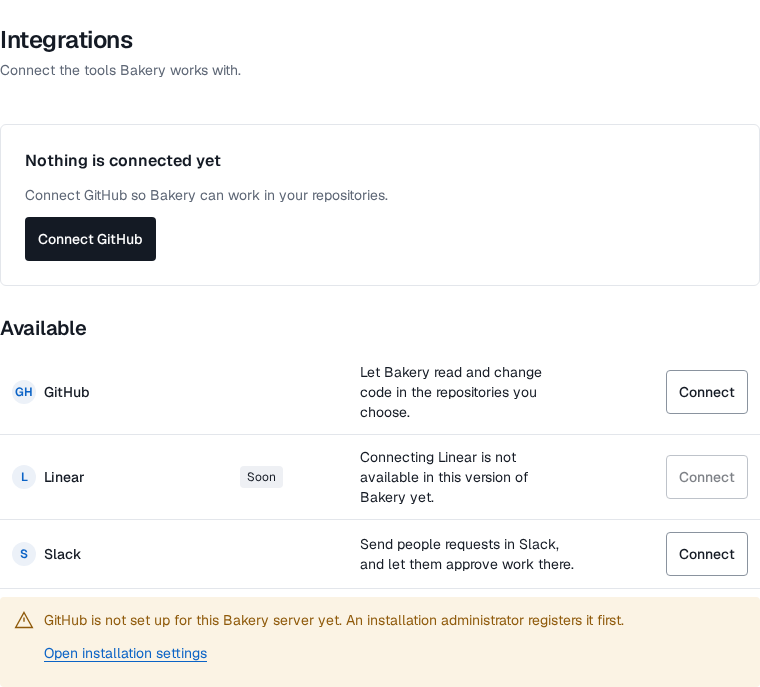 Integrations
Connect the tools Bakery works with.
Nothing is connected yet
Connect GitHub so Bakery can work in your repositories.
Connect GitHub
Available
GH GitHub
Let Bakery read and change
code in the repositories you
choose.
Connect
L Linear
Soon
Connecting Linear is not
available in this version of
Bakery yet.
Connect
S Slack
Send people requests in Slack,
and let them approve work there.
Connect
GitHub is not set up for this Bakery server yet. An installation administrator registers it first.
Open installation settings